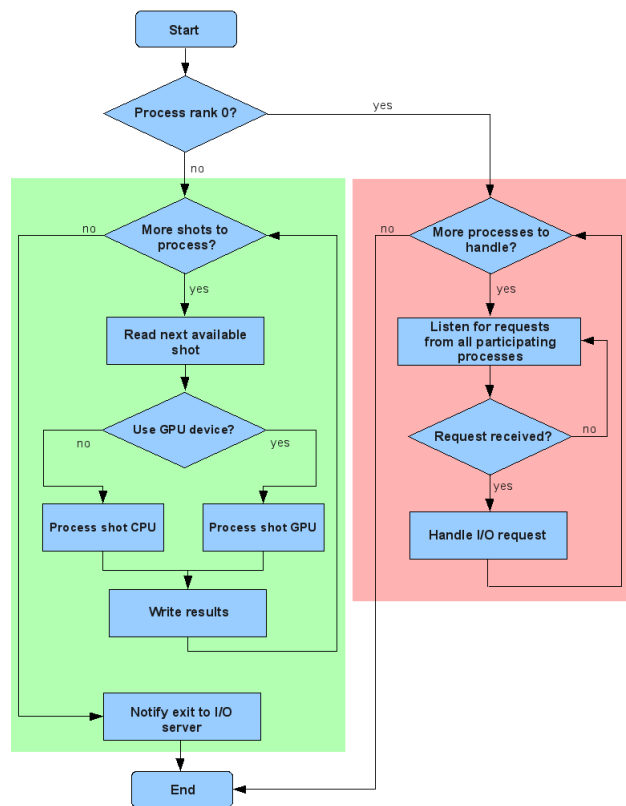 Start
Process rank 0?
yes
no
More shots to
process?
no
yes
Read next available
shot
Use GPU device?
no
yes
Process shot CPU
Process shot GPU
Write results
Notify exit to I/O
server
End
More processes to
handle?
no
yes
Listen for requests
from all participating
processes
Request received?
no
yes
Handle I/O request